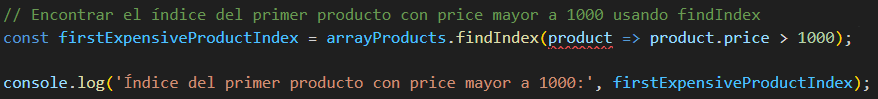 // Encontrar el índice del primer producto con price mayor a 1000 usando findIndex
const firstExpensiveProductIndex = arrayProducts.findIndex(product => product.price > 1000);
console.log('Índice del primer producto con price mayor a 1000:', firstExpensiveProductIndex);